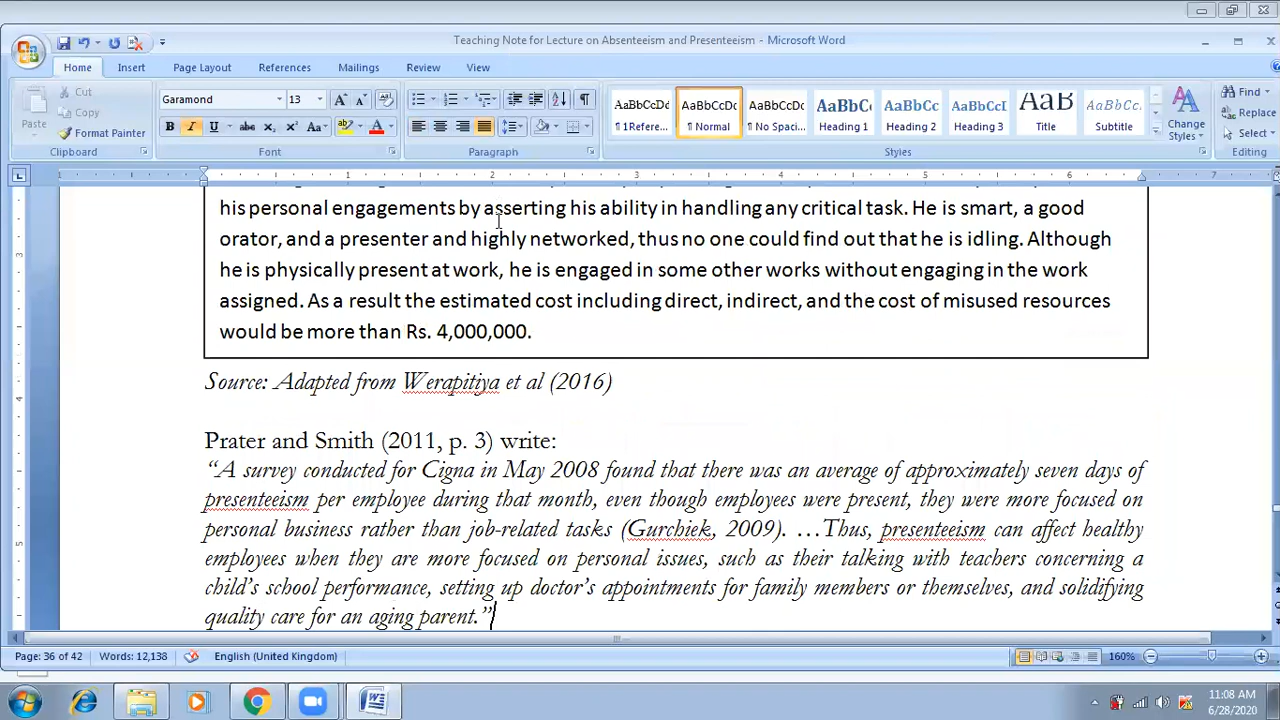 Teaching Note for Lecture on Absenteeism and Presenteeism - Microsoft Word
Home Insert Page Layout References Mailings Review View
Paste
Cut
Copy
Format Painter
Clipboard
Garamond 13
B I U abc x₂ x² Aa
Font
Paragraph
AaBbCcDc AaBbCcDc AaBbCcDc AaBbC AaBbCc AaBbCcI AaB AaBbCc.
¶ 1Refere... ¶ Normal ¶ No Spaci... Heading 1 Heading 2 Heading 3 Title Subtitle
Change
Styles
Styles
Find
Replace
Select
Editing
his personal engagements by asserting his ability in handling any critical task. He is smart, a good
orator, and a presenter and highly networked, thus no one could find out that he is idling. Although
he is physically present at work, he is engaged in some other works without engaging in the work
assigned. As a result the estimated cost including direct, indirect, and the cost of misused resources
would be more than Rs. 4,000,000.
Source: Adapted from Werapitiya et al (2016)
Prater and Smith (2011, p. 3) write:
“A survey conducted for Cigna in May 2008 found that there was an average of approximately seven days of
presenteeism per employee during that month, even though employees were present, they were more focused on
personal business rather than job-related tasks (Gurchiek, 2009). …Thus, presenteeism can affect healthy
employees when they are more focused on personal issues, such as their talking with teachers concerning a
child’s school performance, setting up doctor’s appointments for family members or themselves, and solidifying
quality care for an aging parent.”
Page: 36 of 42 Words: 12,138 English (United Kingdom) 160%
11:08 AM
6/28/2020